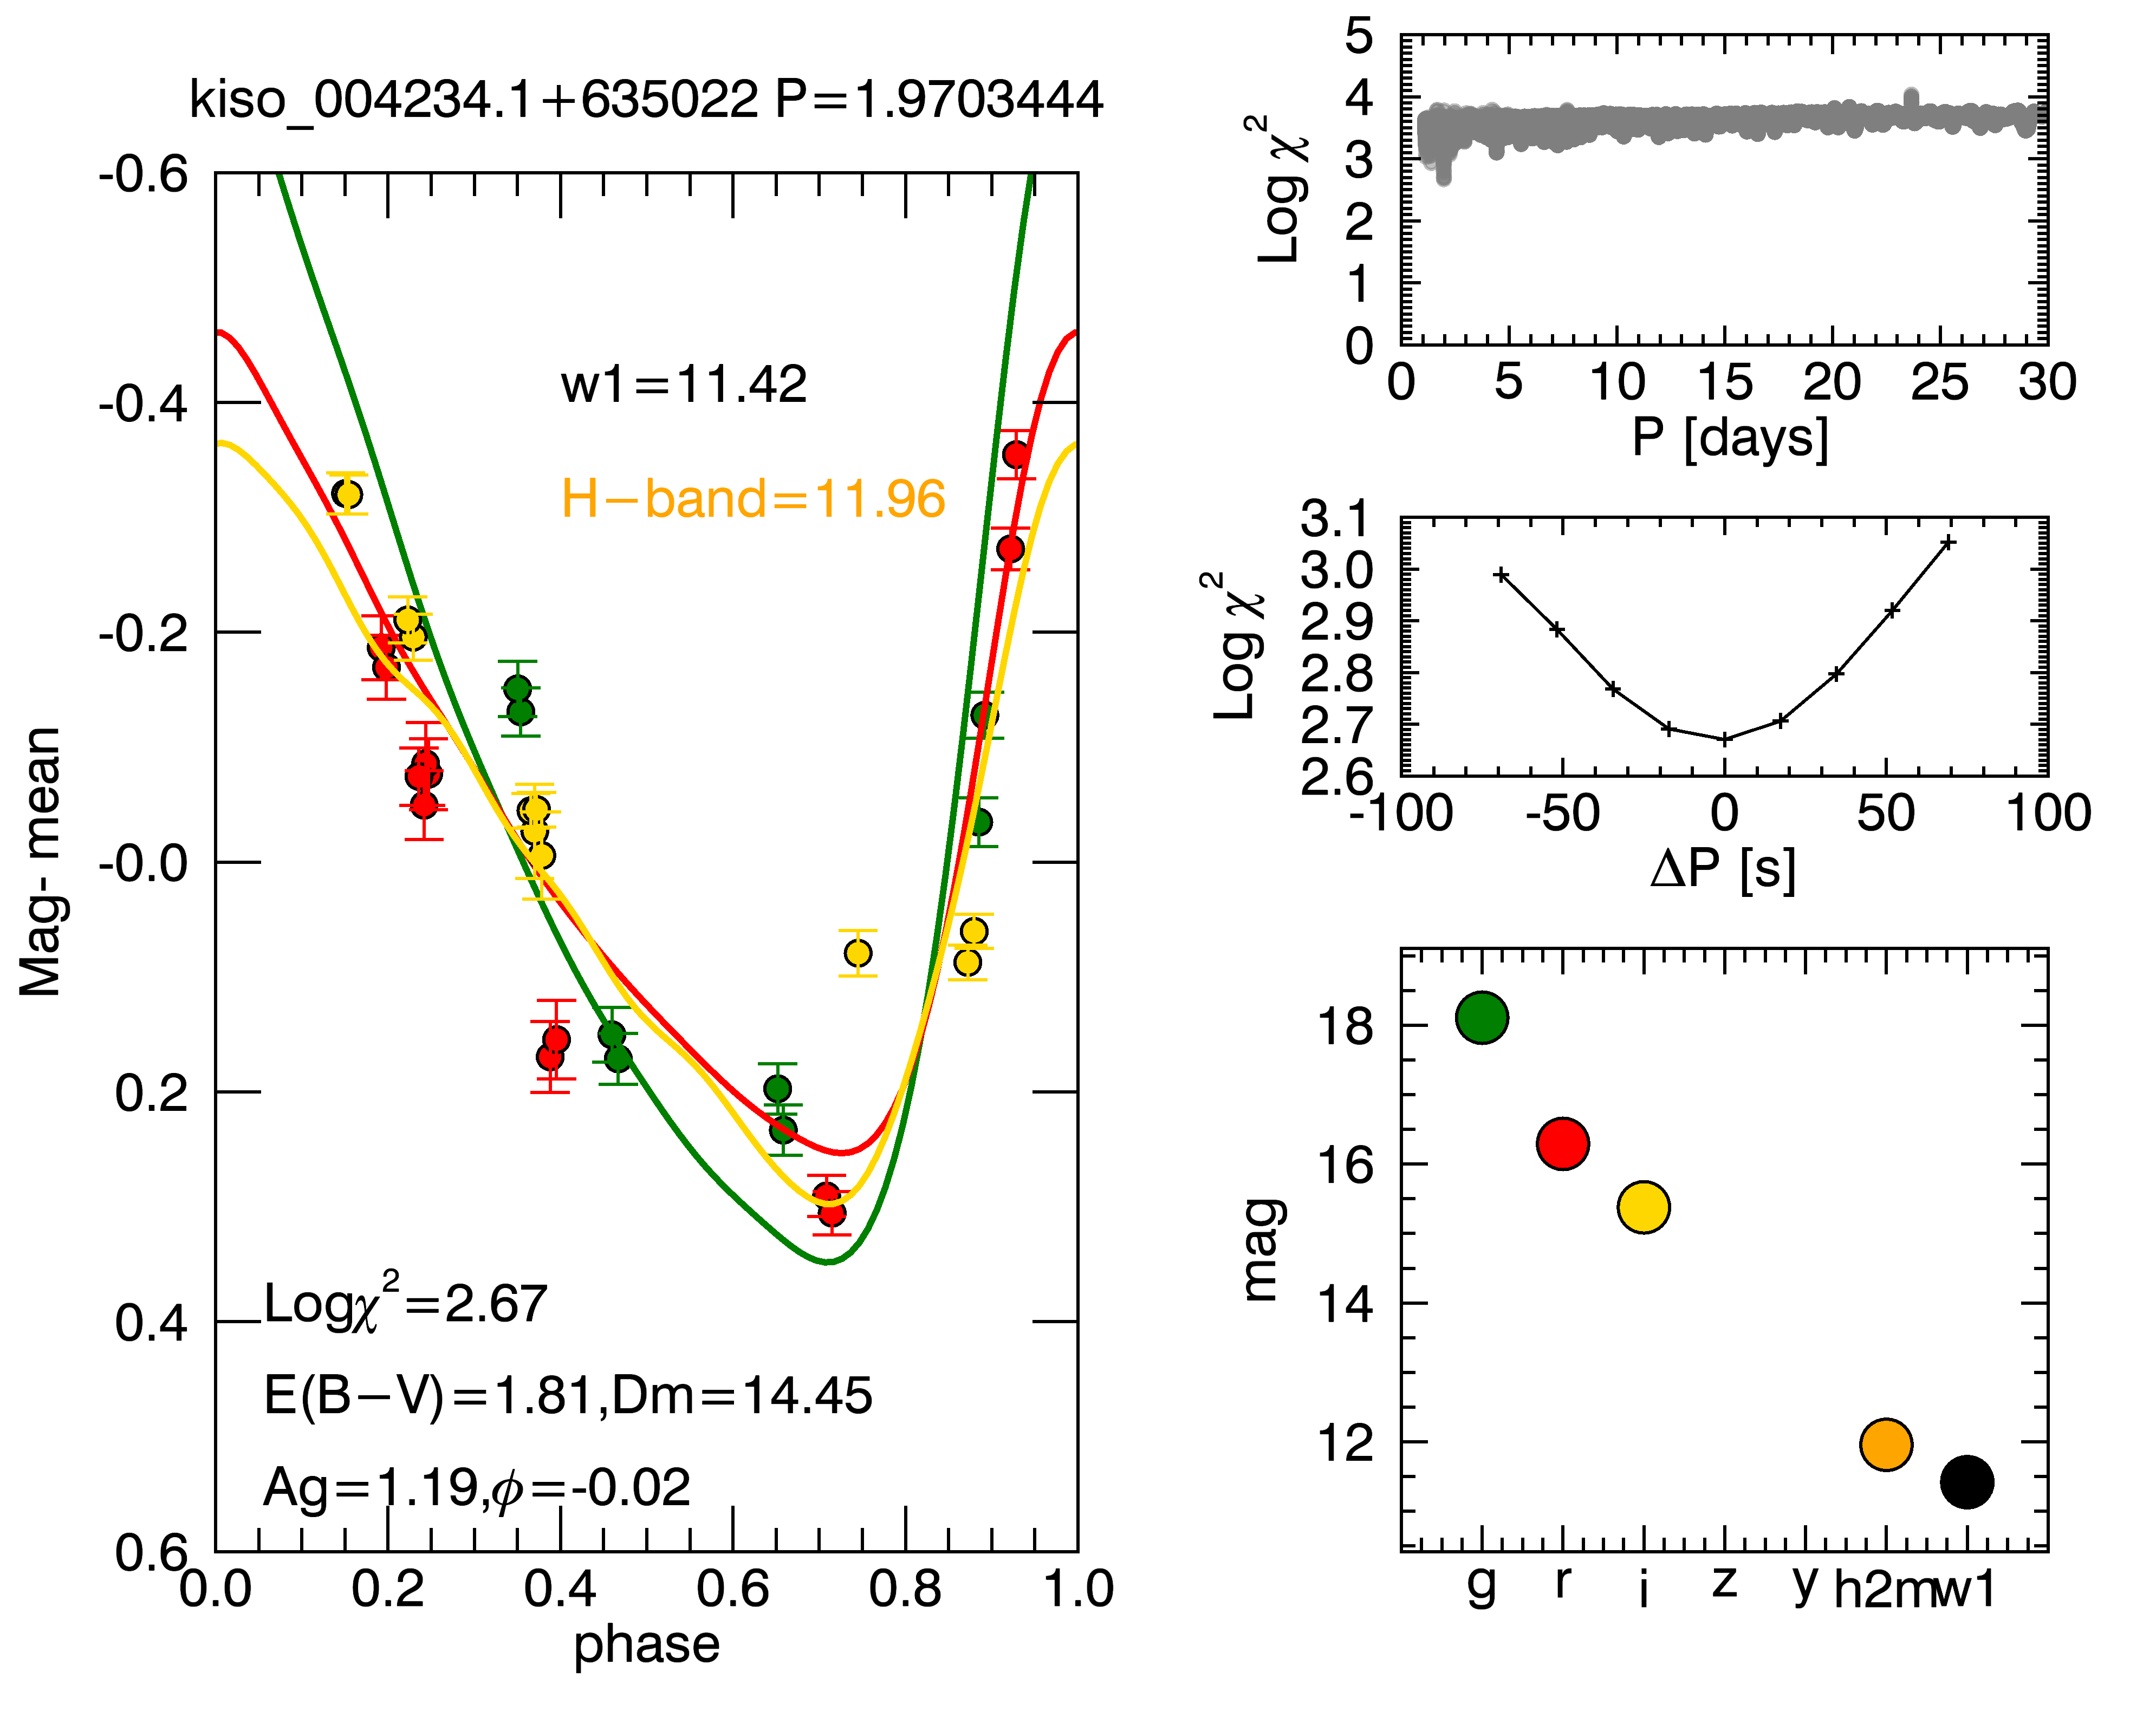 kiso_004234.1+635022 P=1.9703444
-0.6
-0.4
-0.2
-0.0
0.2
0.4
0.6
Mag- mean
w1=11.42
H−band=11.96
Logχ²=2.67
E(B−V)=1.81,Dm=14.45
Ag=1.19,ϕ=-0.02
0.0 0.2 0.4 0.6 0.8 1.0
phase
5
4
3
2
1
0
Log χ²
0 5 10 15 20 25 30
P [days]
3.1
3.0
2.9
2.8
2.7
2.6
Log χ²
-100 -50 0 50 100
ΔP [s]
18
16
14
12
mag
g r i z y h2m w1